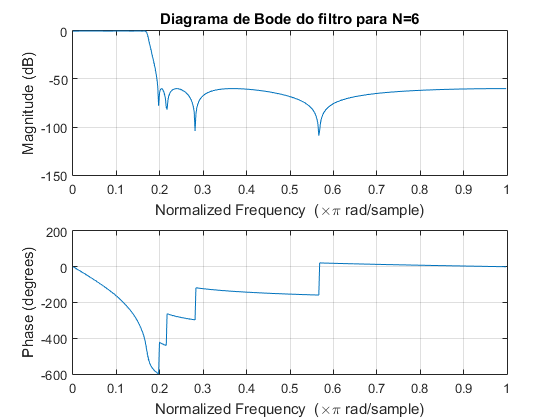 Diagrama de Bode do filtro para N=6
Magnitude (dB)
0
-50
-100
-150
0 0.1 0.2 0.3 0.4 0.5 0.6 0.7 0.8 0.9 1
Normalized Frequency (×π rad/sample)
Phase (degrees)
200
0
-200
-400
-600
0 0.1 0.2 0.3 0.4 0.5 0.6 0.7 0.8 0.9 1
Normalized Frequency (×π rad/sample)